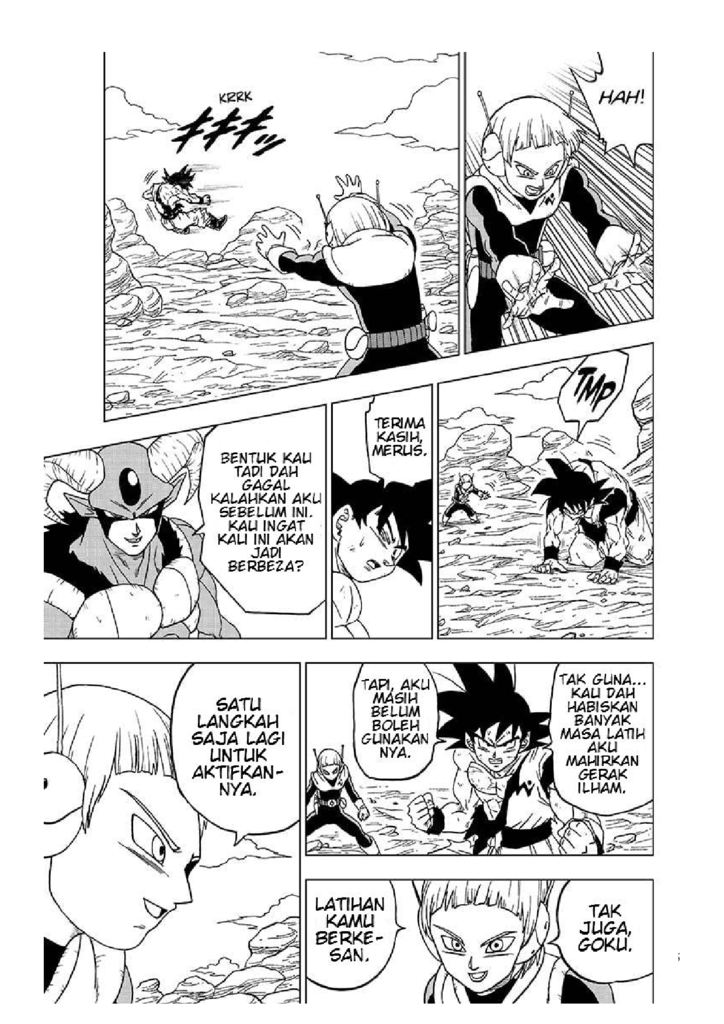 HAH!
KRRK
キキキッ
TMP
TERIMA
KASIH,
MERUS.
BENTUK KAU
TADI DAH
GAGAL
KALAHKAN AKU
SEBELUM INI.
KAU INGAT
KALI INI AKAN
JADI
BERBEZA?
TAK GUNA...
KAU DAH
HABISKAN
BANYAK
MASA LATIH
AKU
MAHIRKAN
GERAK
ILHAM.
TAPI, AKU
MASIH
BELUM
BOLEH
GUNAKAN
NYA.
TAK
JUGA,
GOKU.
LATIHAN
KAMU
BERKE-
SAN.
SATU
LANGKAH
SAJA LAGI
UNTUK
AKTIFKAN-
NYA.